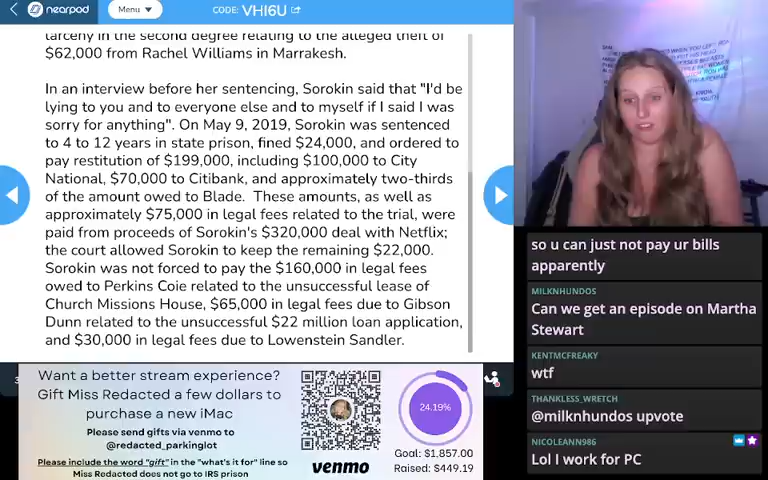 nearpod
Menu
CODE: VHI6U
larceny in the second degree relating to the alleged theft of
$62,000 from Rachel Williams in Marrakesh.
In an interview before her sentencing, Sorokin said that "I'd be
lying to you and to everyone else and to myself if I said I was
sorry for anything". On May 9, 2019, Sorokin was sentenced
to 4 to 12 years in state prison, fined $24,000, and ordered to
pay restitution of $199,000, including $100,000 to City
National, $70,000 to Citibank, and approximately two-thirds
of the amount owed to Blade.  These amounts, as well as
approximately $75,000 in legal fees related to the trial, were
paid from proceeds of Sorokin's $320,000 deal with Netflix;
the court allowed Sorokin to keep the remaining $22,000.
Sorokin was not forced to pay the $160,000 in legal fees
owed to Perkins Coie related to the unsuccessful lease of
Church Missions House, $65,000 in legal fees due to Gibson
Dunn related to the unsuccessful $22 million loan application,
and $30,000 in legal fees due to Lowenstein Sandler.
so u can just not pay ur bills
apparently
MILKNHUNDOS
Can we get an episode on Martha
Stewart
KENTMCFREAKY
wtf
THANKLESS_WRETCH
@milknhundos upvote
NICOLEANN986
Lol I work for PC
Want a better stream experience?
Gift Miss Redacted a few dollars to
purchase a new iMac
Please send gifts via venmo to
@redacted_parkinglot
Please include the word "gift" in the "what's it for" line so
Miss Redacted does not go to IRS prison
venmo
24.19%
Goal: $1,857.00
Raised: $449.19